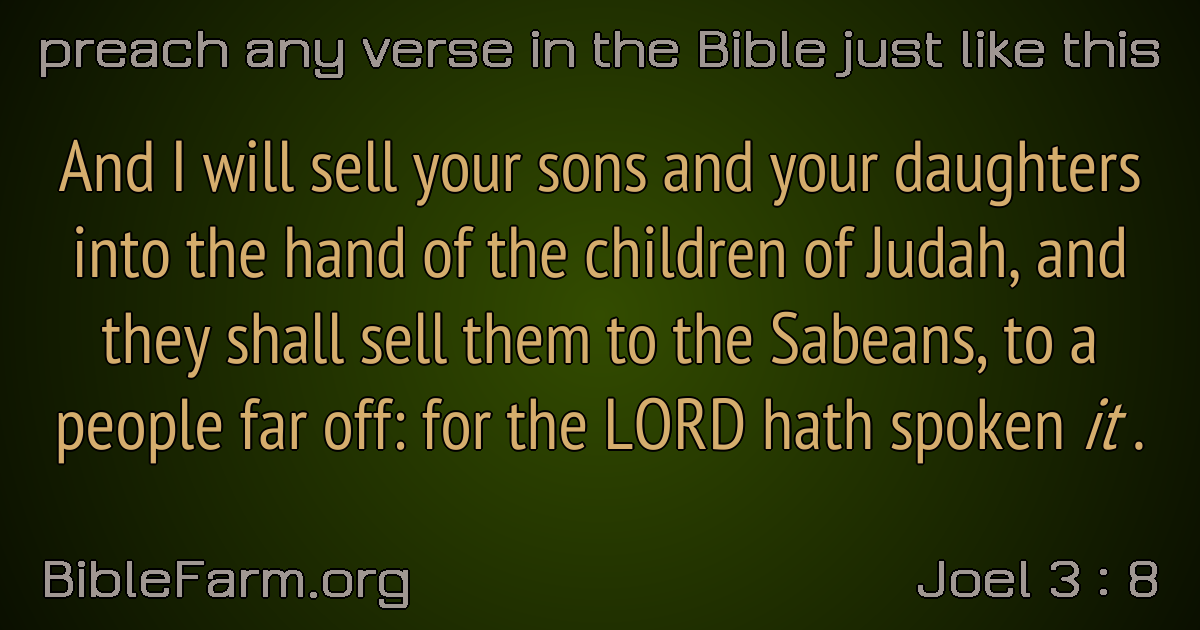 preach any verse in the Bible just like this
And I will sell your sons and your daughters
into the hand of the children of Judah, and
they shall sell them to the Sabeans, to a
people far off: for the LORD hath spoken it .
BibleFarm.org
Joel 3 : 8